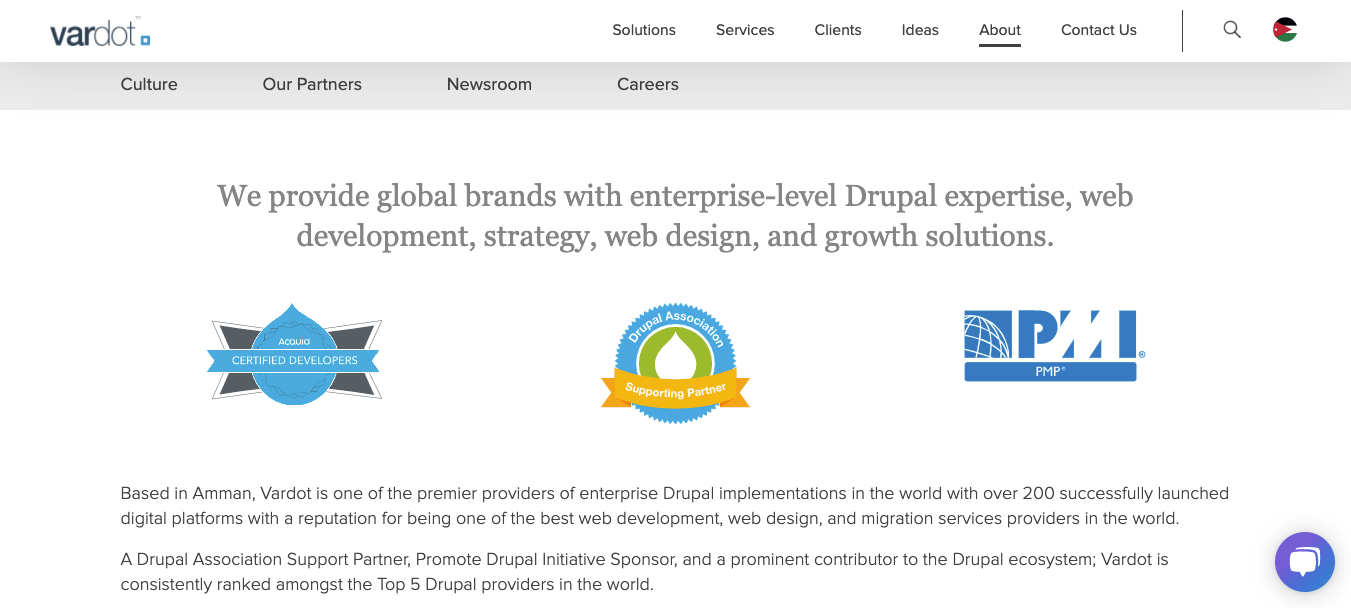 vardot
Solutions Services Clients Ideas About Contact Us
Culture Our Partners Newsroom Careers
We provide global brands with enterprise-level Drupal expertise, web
development, strategy, web design, and growth solutions.
ACQUIA
CERTIFIED DEVELOPERS
Drupal Association
Supporting Partner
PMI®
PMP®
Based in Amman, Vardot is one of the premier providers of enterprise Drupal implementations in the world with over 200 successfully launched
digital platforms with a reputation for being one of the best web development, web design, and migration services providers in the world.
A Drupal Association Support Partner, Promote Drupal Initiative Sponsor, and a prominent contributor to the Drupal ecosystem; Vardot is
consistently ranked amongst the Top 5 Drupal providers in the world.